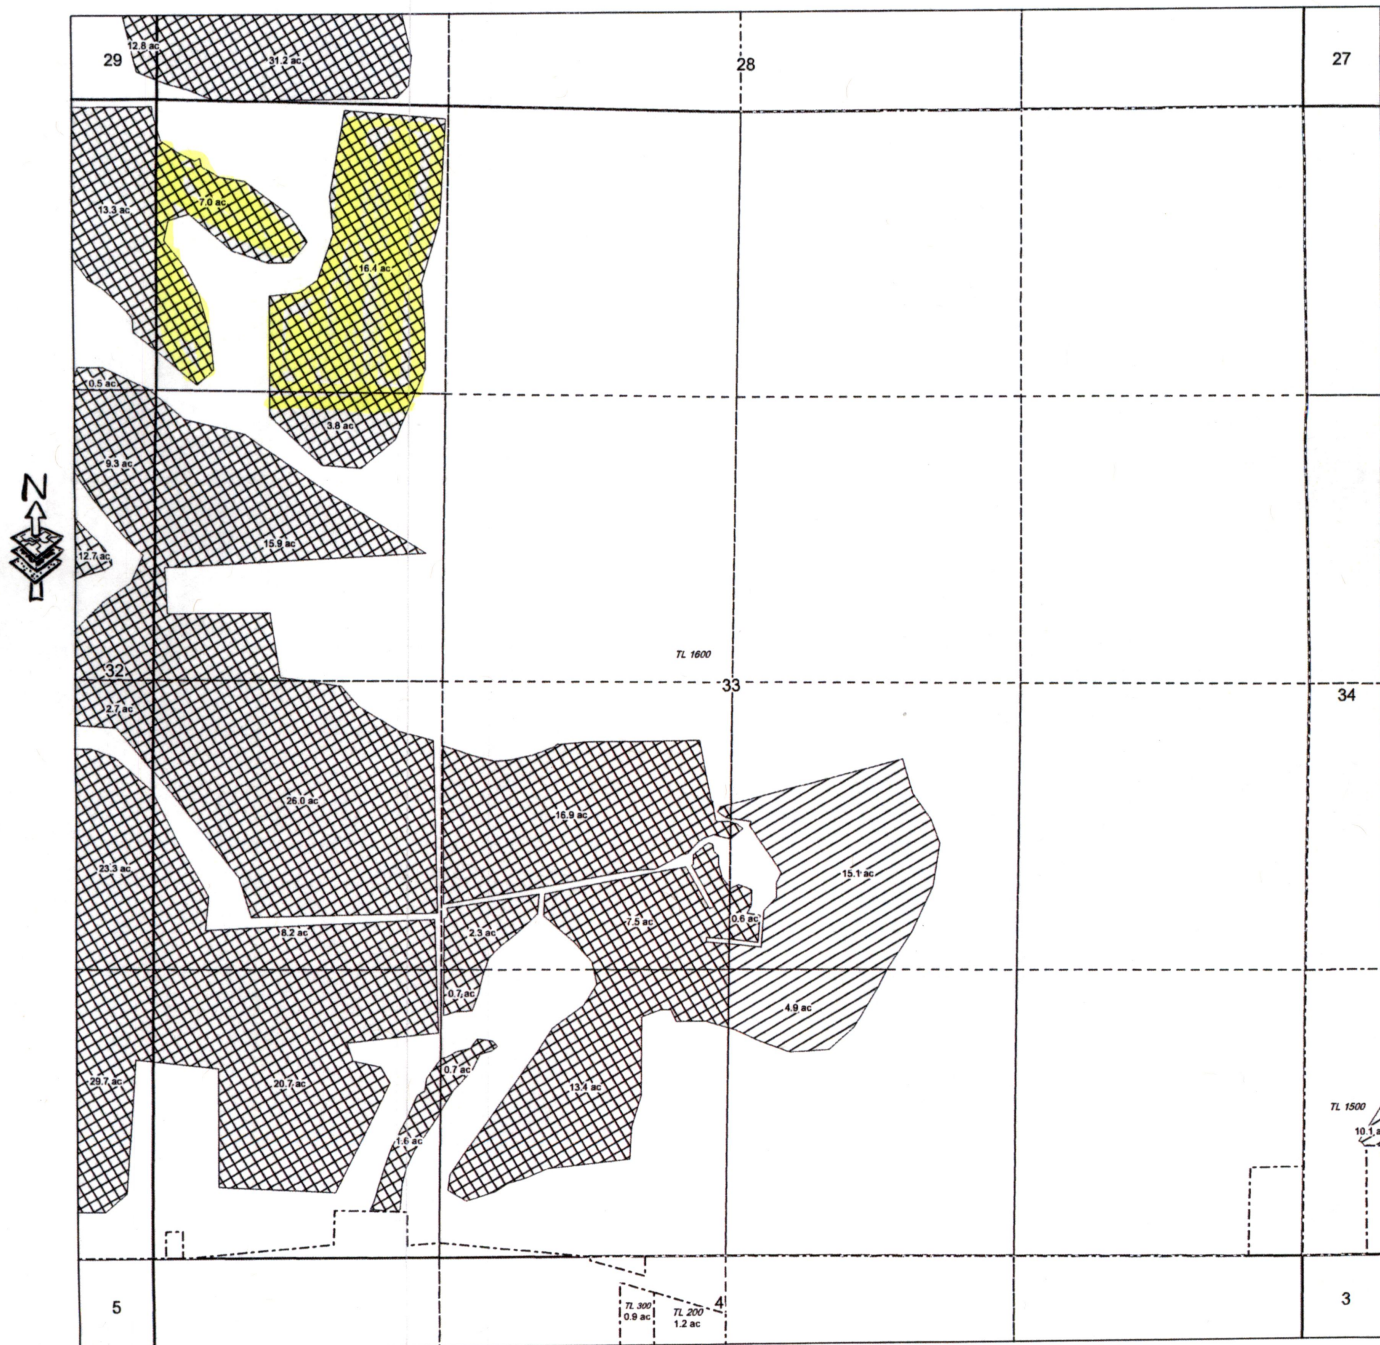 29
12.8 ac
31.2 ac
28
27
13.3 ac
7.0 ac
16.4 ac
0.5 ac
3.8 ac
9.3 ac
N
15.9 ac
12.7 ac
TL 1600
32
33
34
2.7 ac
26.0 ac
16.9 ac
23.3 ac
15.1 ac
8.2 ac
2.3 ac
7.5 ac
0.6 ac
0.7 ac
4.9 ac
29.7 ac
20.7 ac
0.7 ac
13.4 ac
1.6 ac
TL 1500
10.1 a
5
TL 300
0.9 ac
TL 200
1.2 ac
4
3